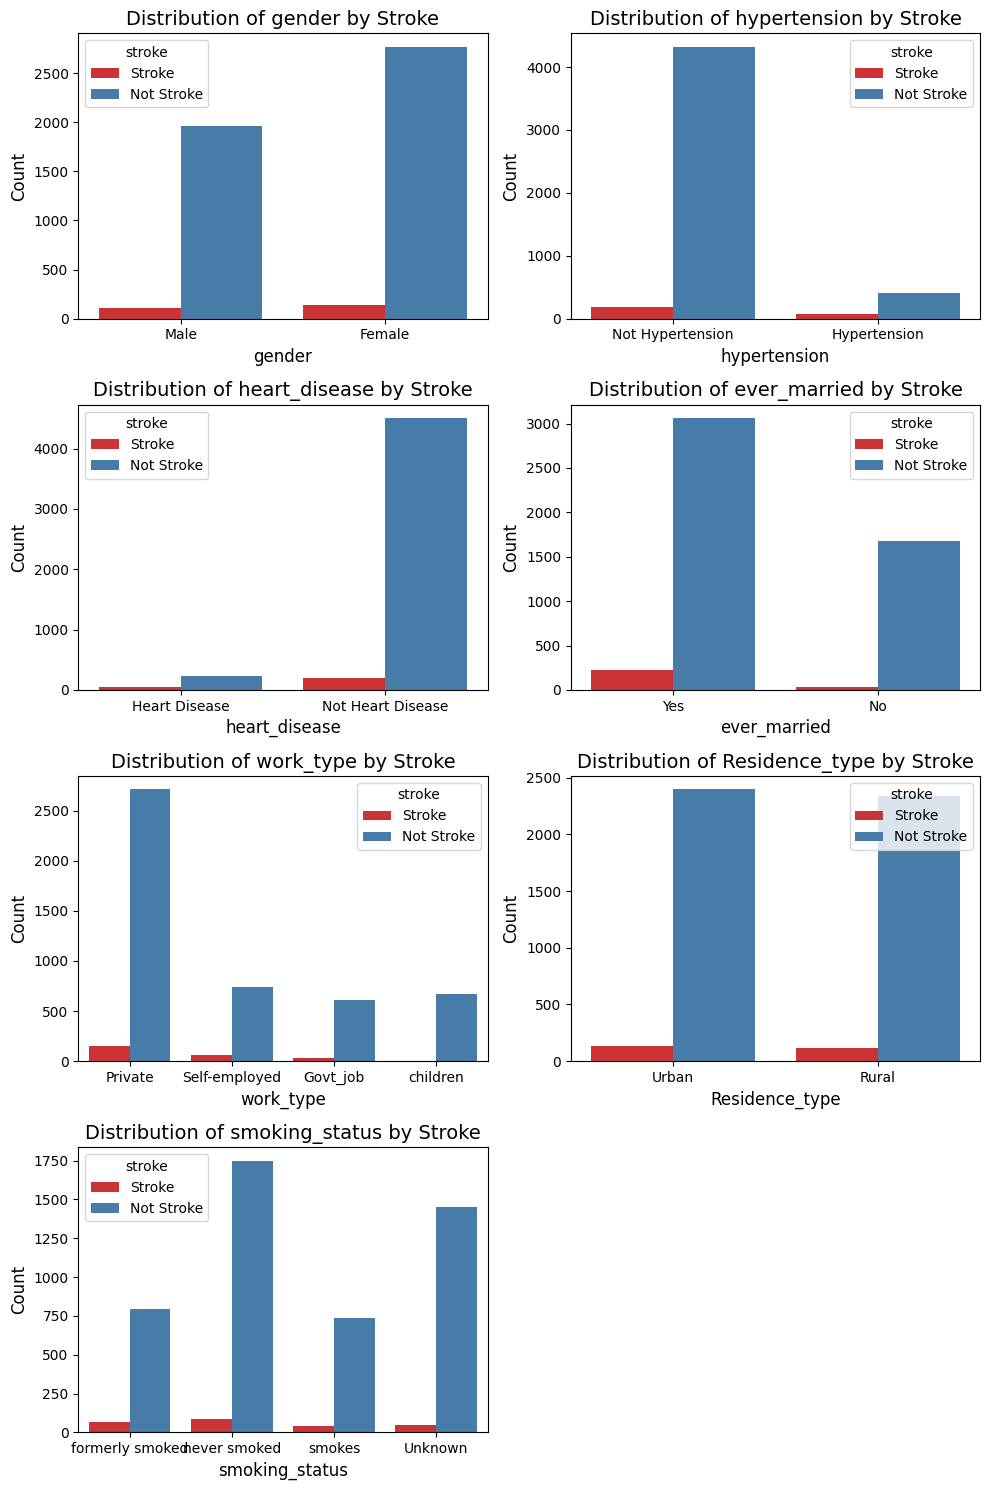 Distribution of gender by Stroke
Count
2500
2000
1500
1000
500
0
stroke
Stroke
Not Stroke
Male
Female
gender
Distribution of hypertension by Stroke
Count
4000
3000
2000
1000
0
stroke
Stroke
Not Stroke
Not Hypertension
Hypertension
hypertension
Distribution of heart_disease by Stroke
Count
4000
3000
2000
1000
0
stroke
Stroke
Not Stroke
Heart Disease
Not Heart Disease
heart_disease
Distribution of ever_married by Stroke
Count
3000
2500
2000
1500
1000
500
0
stroke
Stroke
Not Stroke
Yes
No
ever_married
Distribution of work_type by Stroke
Count
2500
2000
1500
1000
500
0
stroke
Stroke
Not Stroke
Private
Self-employed
Govt_job
children
work_type
Distribution of Residence_type by Stroke
Count
2500
2000
1500
1000
500
0
stroke
Stroke
Not Stroke
Urban
Rural
Residence_type
Distribution of smoking_status by Stroke
Count
1750
1500
1250
1000
750
500
250
0
stroke
Stroke
Not Stroke
formerly smoked
never smoked
smokes
Unknown
smoking_status